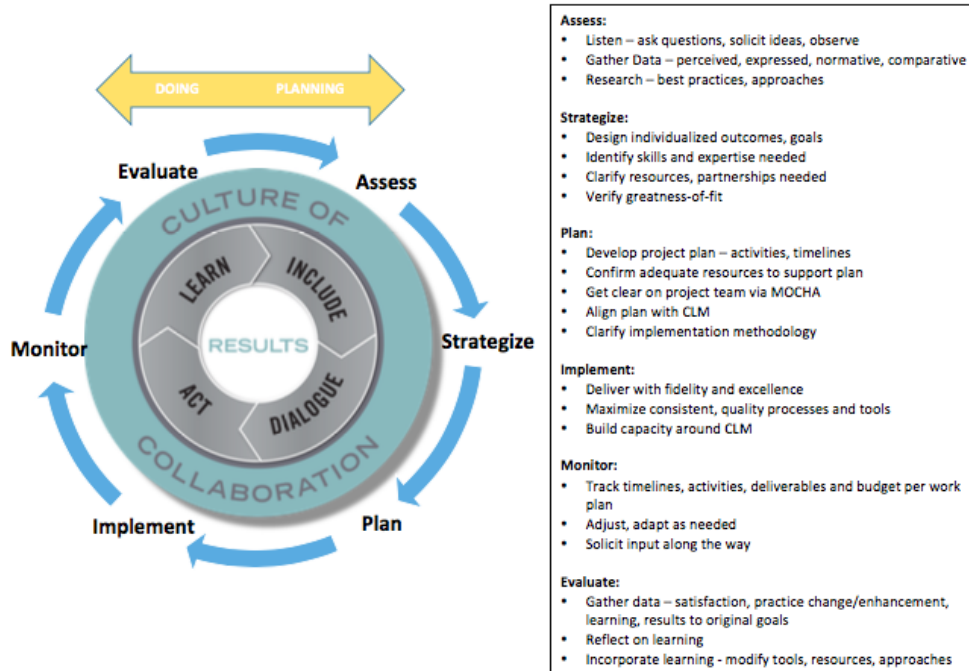 DOING PLANNING
Evaluate
Assess
Strategize
Plan
Implement
Monitor
CULTURE OF
COLLABORATION
LEARN
INCLUDE
DIALOGUE
ACT
RESULTS
Assess:
• Listen – ask questions, solicit ideas, observe
• Gather Data – perceived, expressed, normative, comparative
• Research – best practices, approaches
Strategize:
• Design individualized outcomes, goals
• Identify skills and expertise needed
• Clarify resources, partnerships needed
• Verify greatness-of-fit
Plan:
• Develop project plan – activities, timelines
• Confirm adequate resources to support plan
• Get clear on project team via MOCHA
• Align plan with CLM
• Clarify implementation methodology
Implement:
• Deliver with fidelity and excellence
• Maximize consistent, quality processes and tools
• Build capacity around CLM
Monitor:
• Track timelines, activities, deliverables and budget per work
plan
• Adjust, adapt as needed
• Solicit input along the way
Evaluate:
• Gather data – satisfaction, practice change/enhancement,
learning, results to original goals
• Reflect on learning
• Incorporate learning - modify tools, resources, approaches